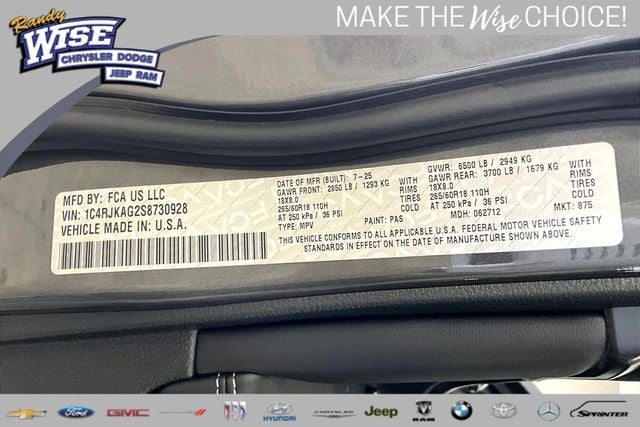 Randy
WISE
CHRYSLER DODGE
JEEP RAM
MAKE THE Wise CHOICE!
MFD BY: FCA US LLC
VIN: 1C4RJKAG2S8730928
VEHICLE MADE IN: U.S.A.
DATE OF MFR (BUILT): 7-25
GAWR FRONT: 2850 LB / 1293 KG WITH
18X8.0 RIMS
265/60R18 110H TIRES
AT 250 kPa / 36 PSI COLD
TYPE: MPV PAINT: PAS
GVWR: 6500 LB / 2949 KG
GAWR REAR: 3700 LB / 1679 KG WITH
18X8.0 RIMS
265/60R18 110H TIRES
AT 250 kPa / 36 PSI COLD
MDH: 062712 MKT: 875
THIS VEHICLE CONFORMS TO ALL APPLICABLE U.S.A. FEDERAL MOTOR VEHICLE SAFETY
STANDARDS IN EFFECT ON THE DATE OF MANUFACTURE SHOWN ABOVE.
Ford GMC HYUNDAI CHRYSLER Jeep RAM SPRINTER